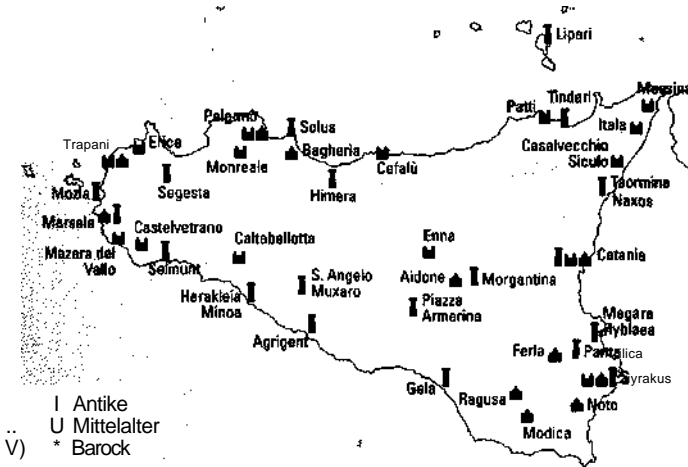 Lipari
Messina
Patti
Tindari
Itala
Palermo
Solus
Trapani
Erice
Monreale
Bagheria
Cefalù
Casalvecchio
Siculo
Mozia
Segesta
Himera
Taormina
Naxos
Marsala
Castelvetrano
Caltabellotta
Enna
Catania
Mazara del
Vallo
Selinunt
S. Angelo
Muxaro
Aidone
Morgantina
Herakleia
Minoa
Piazza
Armerina
Megara
Hyblaea
Agrigent
Ferla
Pantalica
Gela
Ragusa
Syrakus
Noto
Modica
I Antike
.. U Mittelalter
V) * Barock